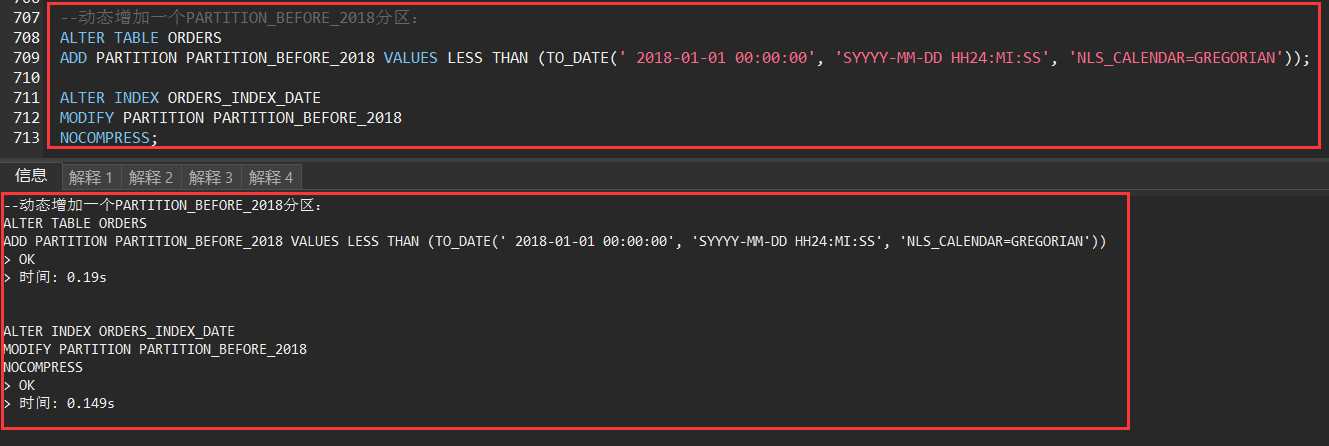 707 --动态增加一个PARTITION_BEFORE_2018分区:
708 ALTER TABLE ORDERS
709 ADD PARTITION PARTITION_BEFORE_2018 VALUES LESS THAN (TO_DATE(' 2018-01-01 00:00:00', 'SYYYY-MM-DD HH24:MI:SS', 'NLS_CALENDAR=GREGORIAN'));
710
711 ALTER INDEX ORDERS_INDEX_DATE
712 MODIFY PARTITION PARTITION_BEFORE_2018
713 NOCOMPRESS;
信息 解释 1 解释 2 解释 3 解释 4
--动态增加一个PARTITION_BEFORE_2018分区:
ALTER TABLE ORDERS
ADD PARTITION PARTITION_BEFORE_2018 VALUES LESS THAN (TO_DATE(' 2018-01-01 00:00:00', 'SYYYY-MM-DD HH24:MI:SS', 'NLS_CALENDAR=GREGORIAN'))
> OK
> 时间: 0.19s
ALTER INDEX ORDERS_INDEX_DATE
MODIFY PARTITION PARTITION_BEFORE_2018
NOCOMPRESS
> OK
> 时间: 0.149s